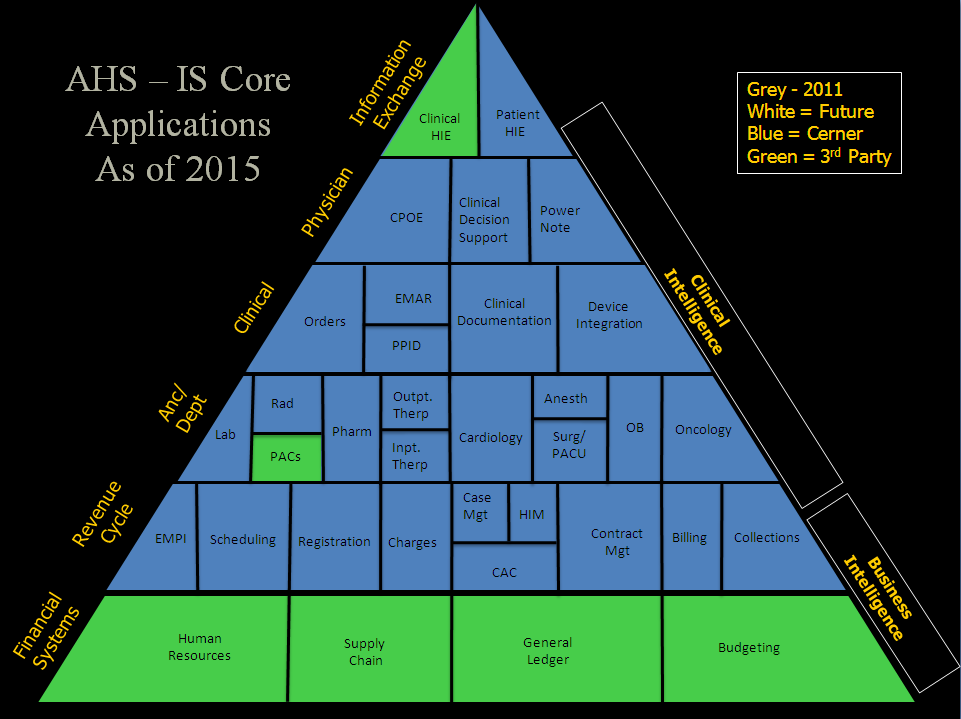 AHS – IS Core
Applications
As of 2015
Grey - 2011
White = Future
Blue = Cerner
Green = 3rd Party
Information
Exchange
Clinical
HIE
Patient
HIE
Physician
CPOE
Clinical
Decision
Support
Power
Note
Clinical
Orders
EMAR
PPID
Clinical
Documentation
Device
Integration
Clinical
Intelligence
Anc/
Dept
Lab
Rad
PACs
Pharm
Outpt.
Therp
Inpt.
Therp
Cardiology
Anesth
Surg/
PACU
OB
Oncology
Revenue
Cycle
EMPI
Scheduling
Registration
Charges
Case
Mgt
HIM
CAC
Contract
Mgt
Billing
Collections
Business
Intelligence
Financial
Systems
Human
Resources
Supply
Chain
General
Ledger
Budgeting